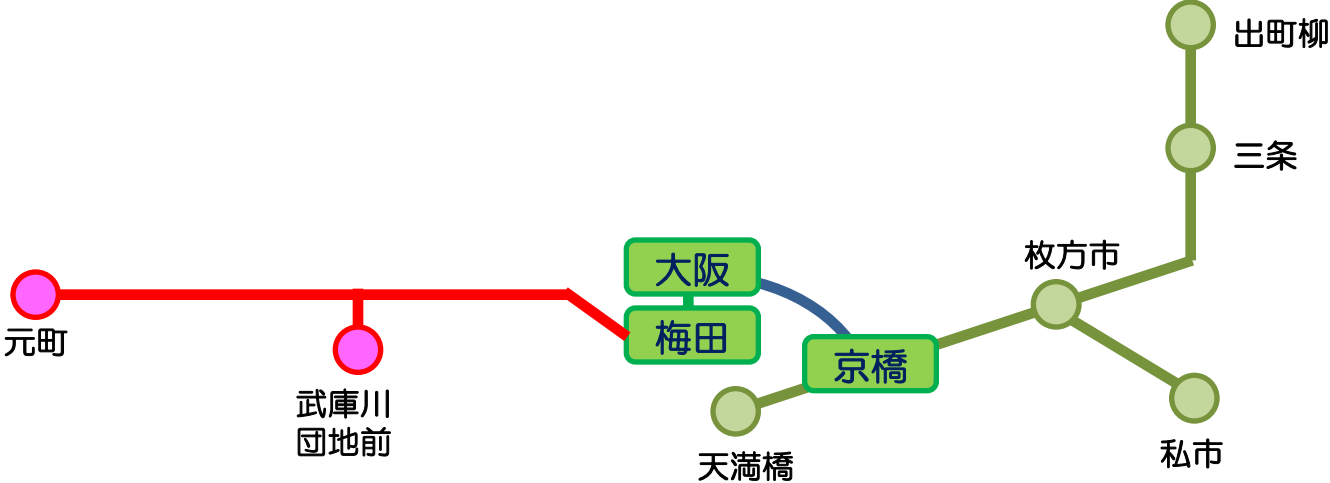 出町柳
三条
枚方市
大阪
梅田
元町
京橋
武庫川
団地前
天満橋
私市